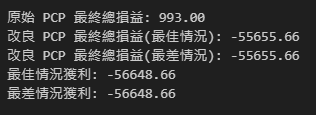 原始 PCP 最終總損益: 993.00
改良 PCP 最終總損益(最佳情況): -55655.66
改良 PCP 最終總損益(最差情況): -55655.66
最佳情況獲利: -56648.66
最差情況獲利: -56648.66